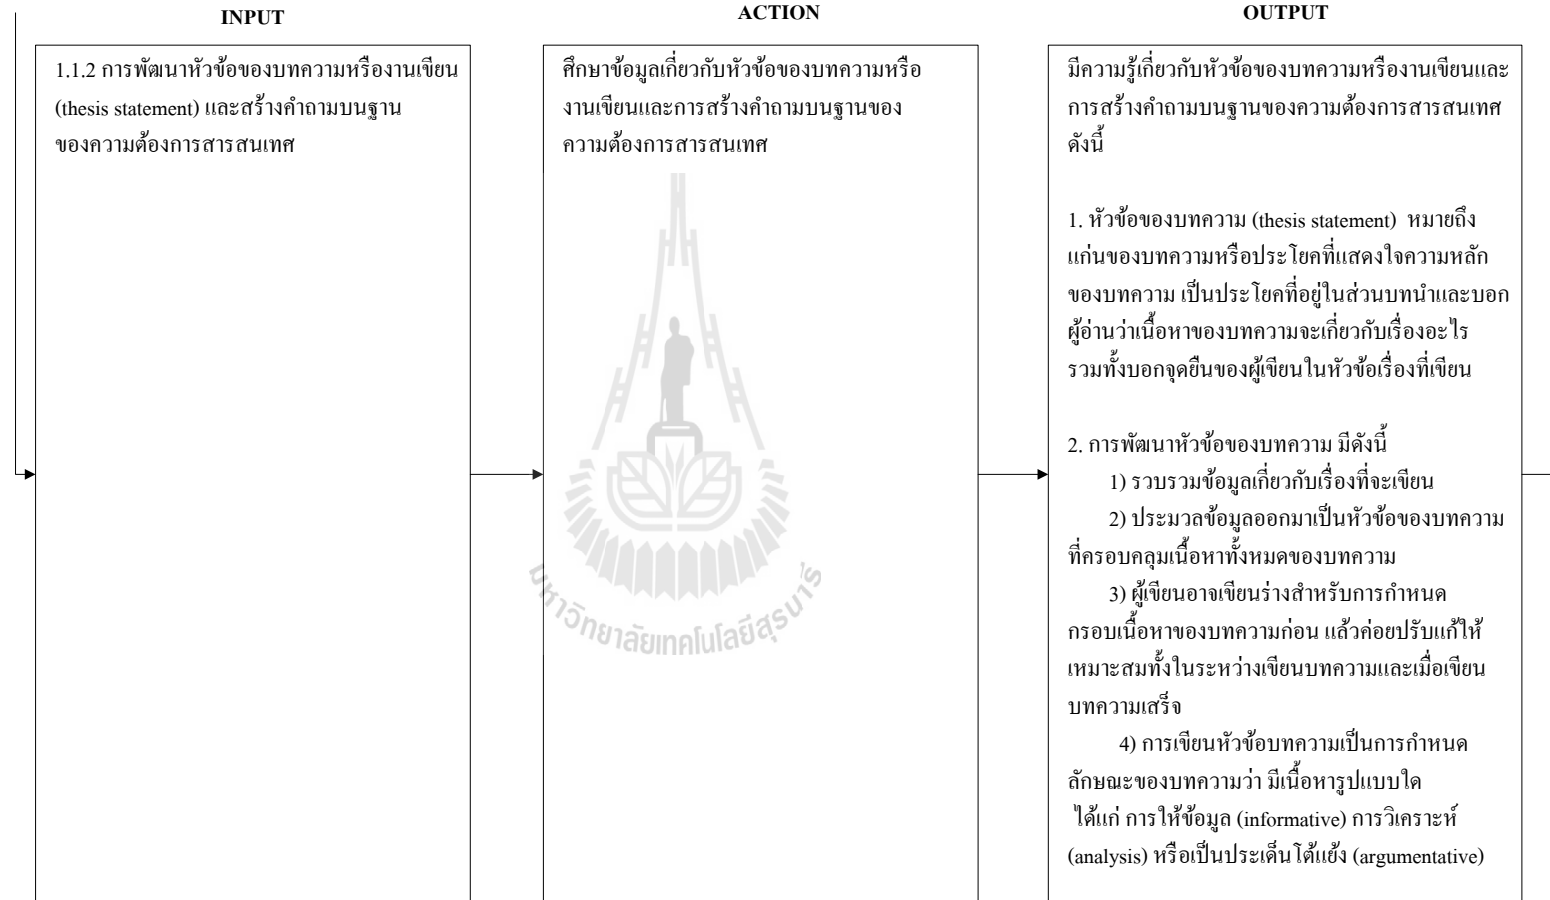 INPUT
ACTION
OUTPUT
1.1.2 การพัฒนาหัวข้อของบทความหรืองานเขียน
(thesis statement) และสร้างคำถามบนฐาน
ของความต้องการสารสนเทศ
ศึกษาข้อมูลเกี่ยวกับหัวข้อของบทความหรือ
งานเขียนและการสร้างคำถามบนฐานของ
ความต้องการสารสนเทศ
มีความรู้เกี่ยวกับหัวข้อของบทความหรืองานเขียนและ
การสร้างคำถามบนฐานของความต้องการสารสนเทศ
ดังนี้
1. หัวข้อของบทความ (thesis statement) หมายถึง
แก่นของบทความหรือประโยคที่แสดงใจความหลัก
ของบทความ เป็นประโยคที่อยู่ในส่วนบทนำและบอก
ผู้อ่านว่าเนื้อหาของบทความจะเกี่ยวกับเรื่องอะไร
รวมทั้งบอกจุดยืนของผู้เขียนในหัวข้อเรื่องที่เขียน
2. การพัฒนาหัวข้อของบทความ มีดังนี้
1) รวบรวมข้อมูลเกี่ยวกับเรื่องที่จะเขียน
2) ประมวลข้อมูลออกมาเป็นหัวข้อของบทความ
ที่ครอบคลุมเนื้อหาทั้งหมดของบทความ
3) ผู้เขียนอาจเขียนร่างสำหรับการกำหนด
กรอบเนื้อหาของบทความก่อน แล้วค่อยปรับแก้ให้
เหมาะสมทั้งในระหว่างเขียนบทความและเมื่อเขียน
บทความเสร็จ
4) การเขียนหัวข้อบทความเป็นการกำหนด
ลักษณะของบทความว่า มีเนื้อหารูปแบบใด
ได้แก่ การให้ข้อมูล (informative) การวิเคราะห์
(analysis) หรือเป็นประเด็นโต้แย้ง (argumentative)
มหาวิทยาลัยเทคโนโลยีสุรนารี